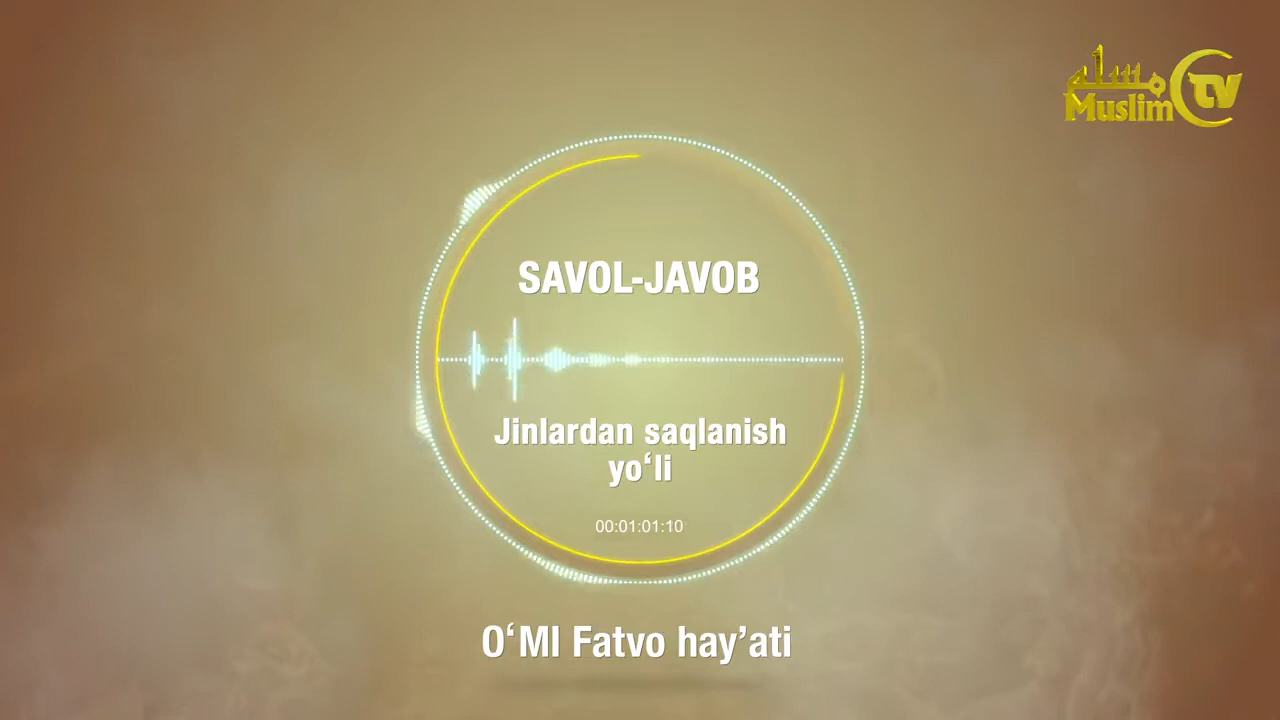 مسلم
Muslim TV
SAVOL-JAVOB
Jinlardan saqlanish
yo‘li
00:01:01:10
O‘MI Fatvo hay’ati